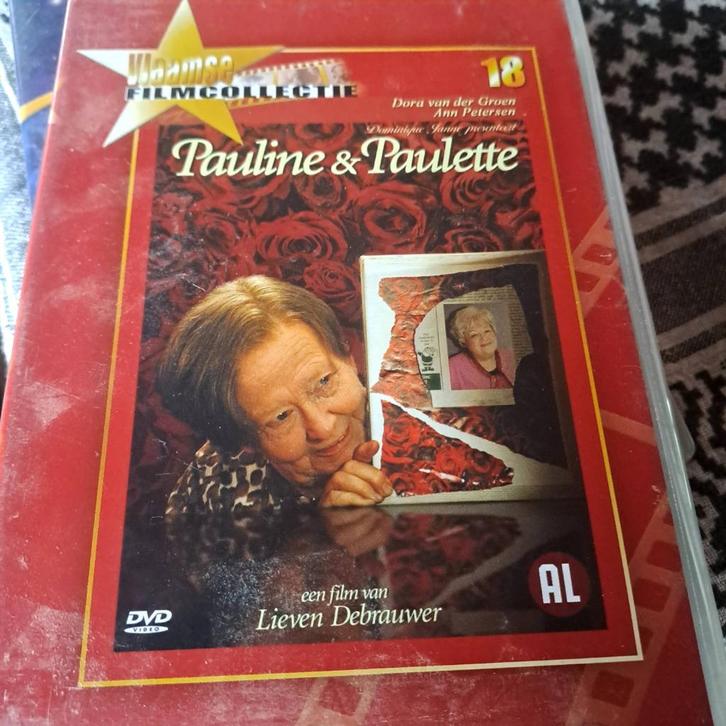 Vlaamse
FILMCOLLECTIE
18
Dora van der Groen
Ann Petersen
Dominique Janne presenteert
Pauline & Paulette
een film van
Lieven Debrauwer
DVD
VIDEO
AL